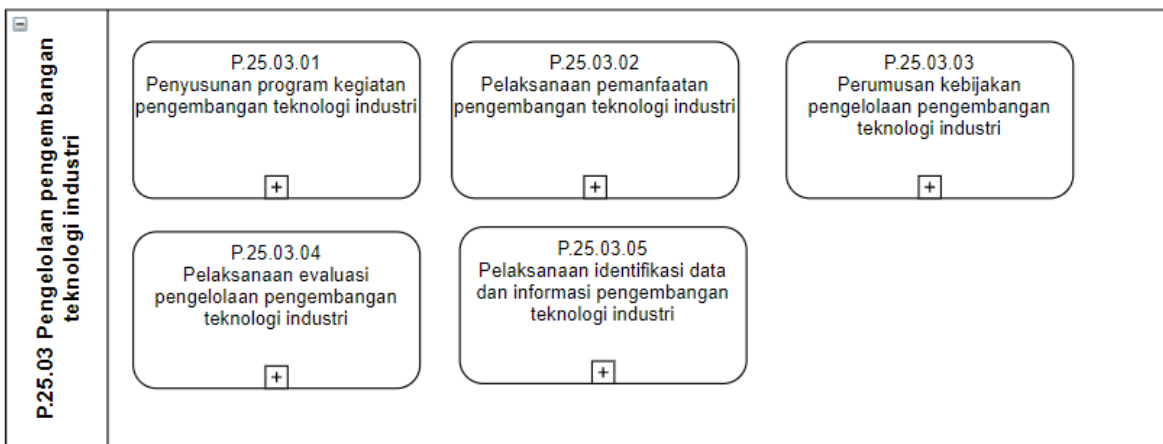 P.25.03 Pengelolaan pengembangan
teknologi industri
P.25.03.01
Penyusunan program kegiatan
pengembangan teknologi industri
P.25.03.02
Pelaksanaan pemanfaatan
pengembangan teknologi industri
P.25.03.03
Perumusan kebijakan
pengelolaan pengembangan
teknologi industri
P.25.03.04
Pelaksanaan evaluasi
pengelolaan pengembangan
teknologi industri
P.25.03.05
Pelaksanaan identifikasi data
dan informasi pengembangan
teknologi industri